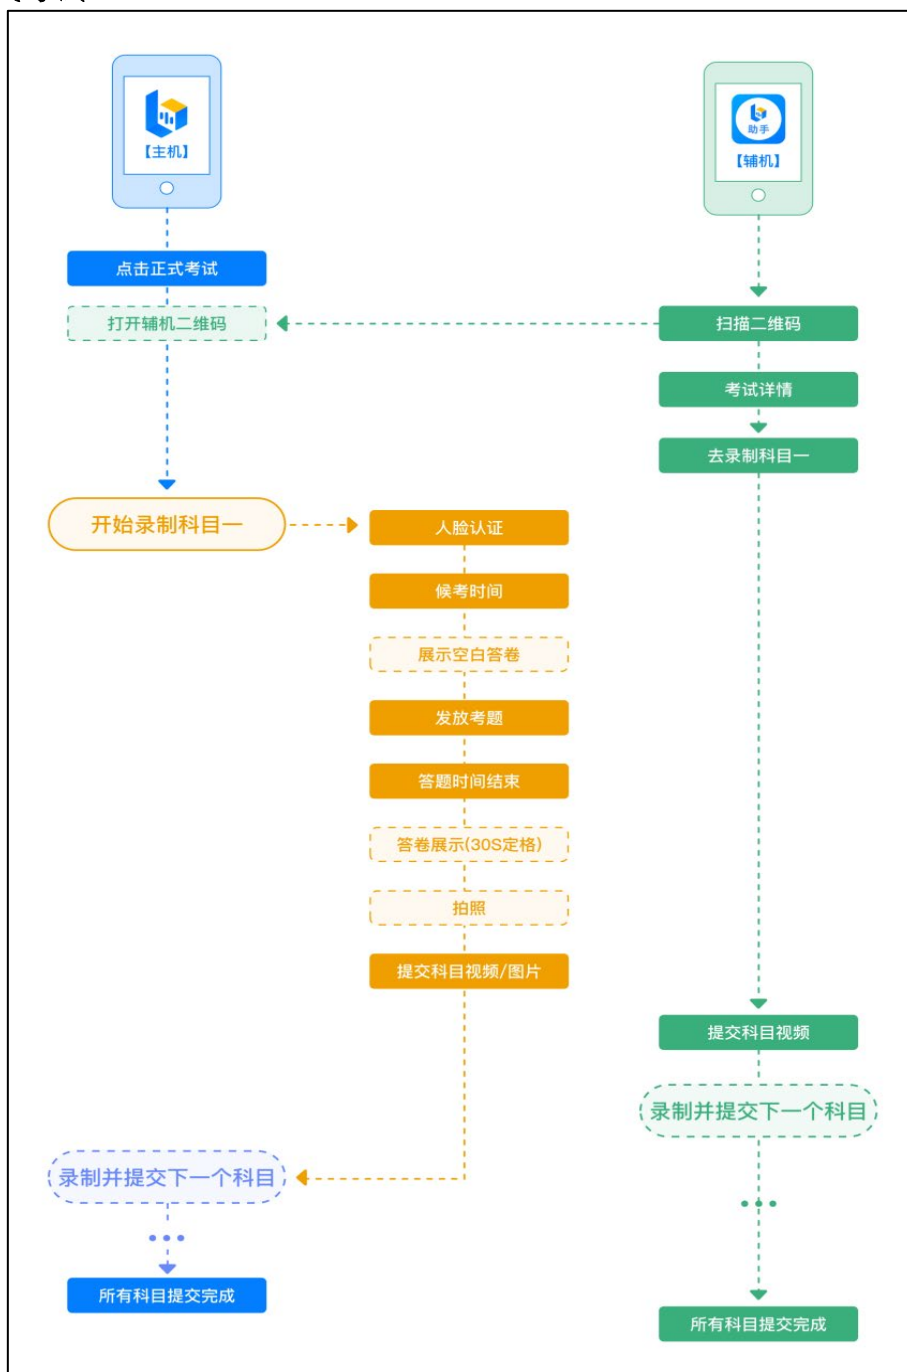 【主机】
助手
【辅机】
点击正式考试
打开辅机二维码
扫描二维码
考试详情
去录制科目一
开始录制科目一
人脸认证
候考时间
展示空白答卷
发放考题
答题时间结束
答卷展示(30S定格)
拍照
提交科目视频/图片
提交科目视频
录制并提交下一个科目
录制并提交下一个科目
所有科目提交完成
所有科目提交完成